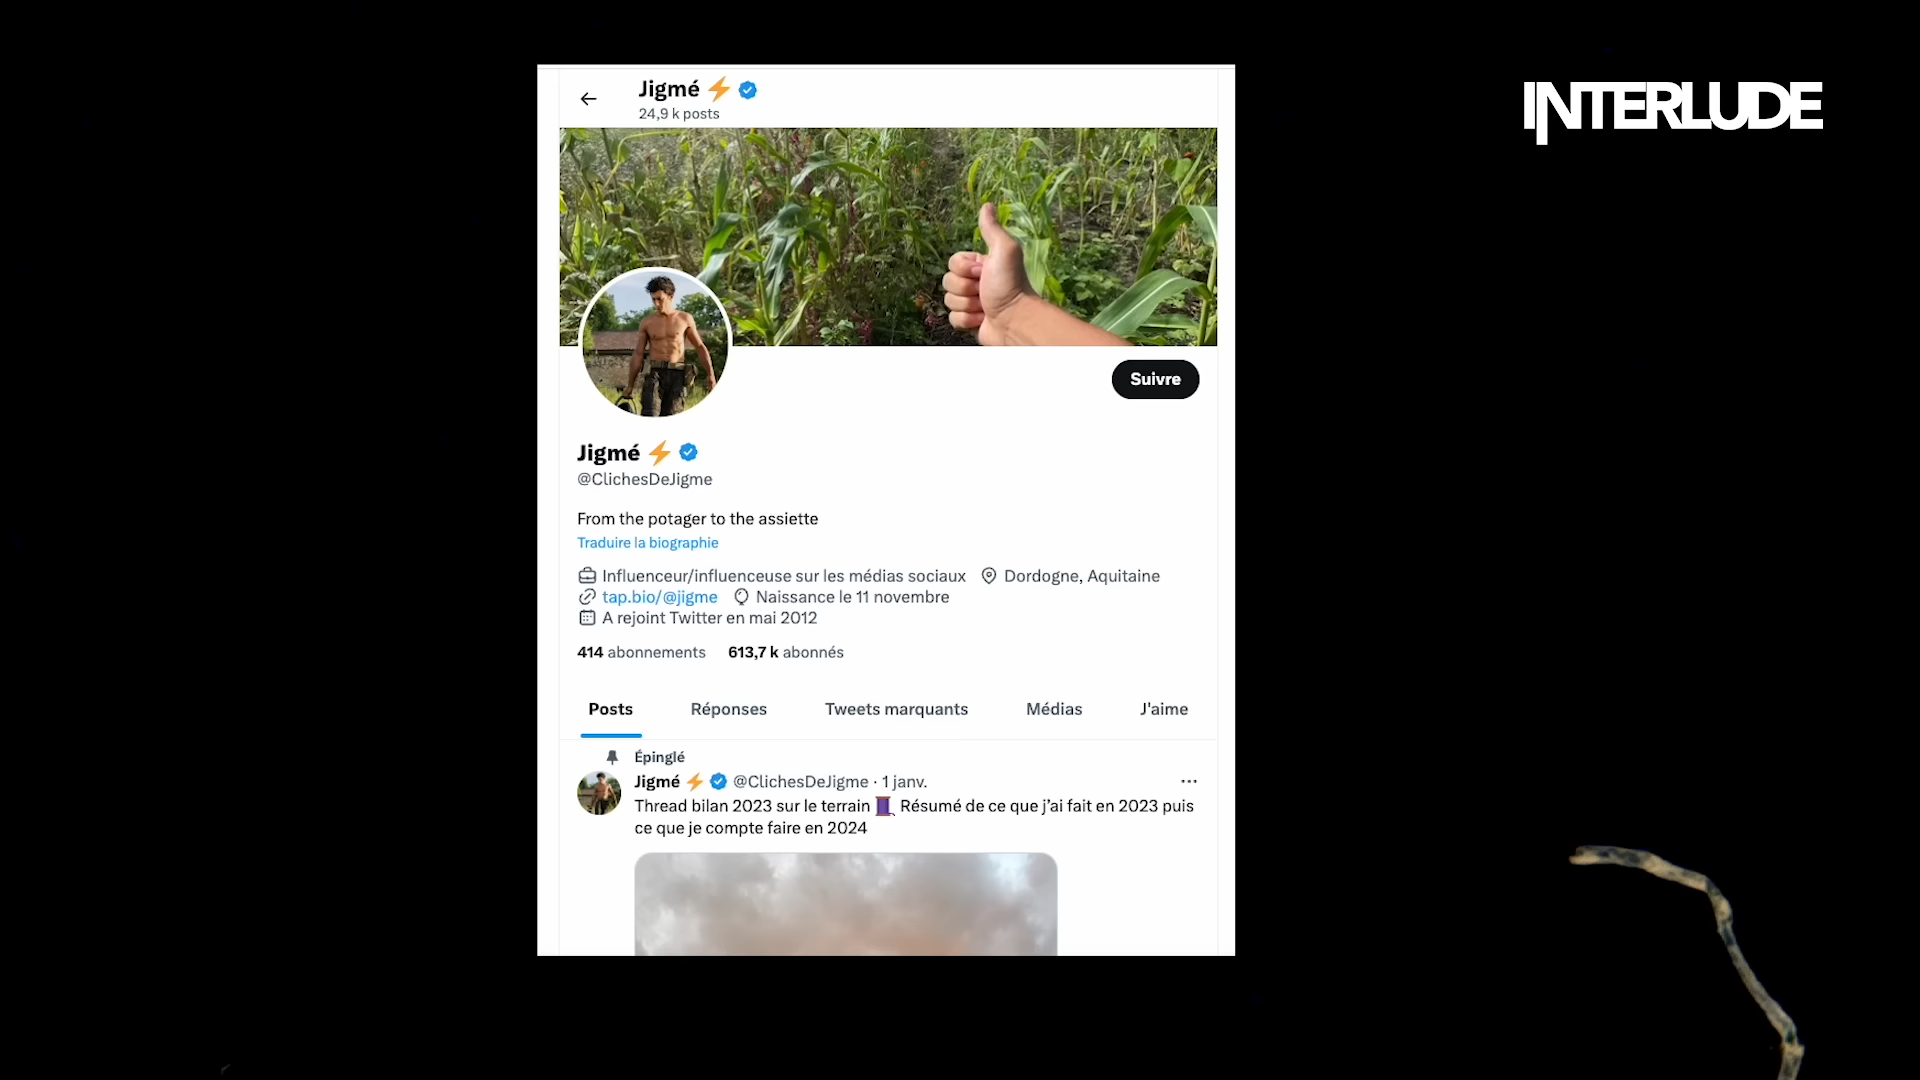 INTERLUDE
Jigmé ⚡
24,9 k posts
Suivre
Jigmé ⚡
@ClichesDeJigme
From the potager to the assiette
Traduire la biographie
Influenceur/influenceuse sur les médias sociaux Dordogne, Aquitaine
tap.bio/@jigme Naissance le 11 novembre
A rejoint Twitter en mai 2012
414 abonnements 613,7 k abonnés
Posts Réponses Tweets marquants Médias J'aime
Épinglé
Jigmé ⚡ @ClichesDeJigme · 1 janv.
Thread bilan 2023 sur le terrain 🧵 Résumé de ce que j’ai fait en 2023 puis
ce que je compte faire en 2024